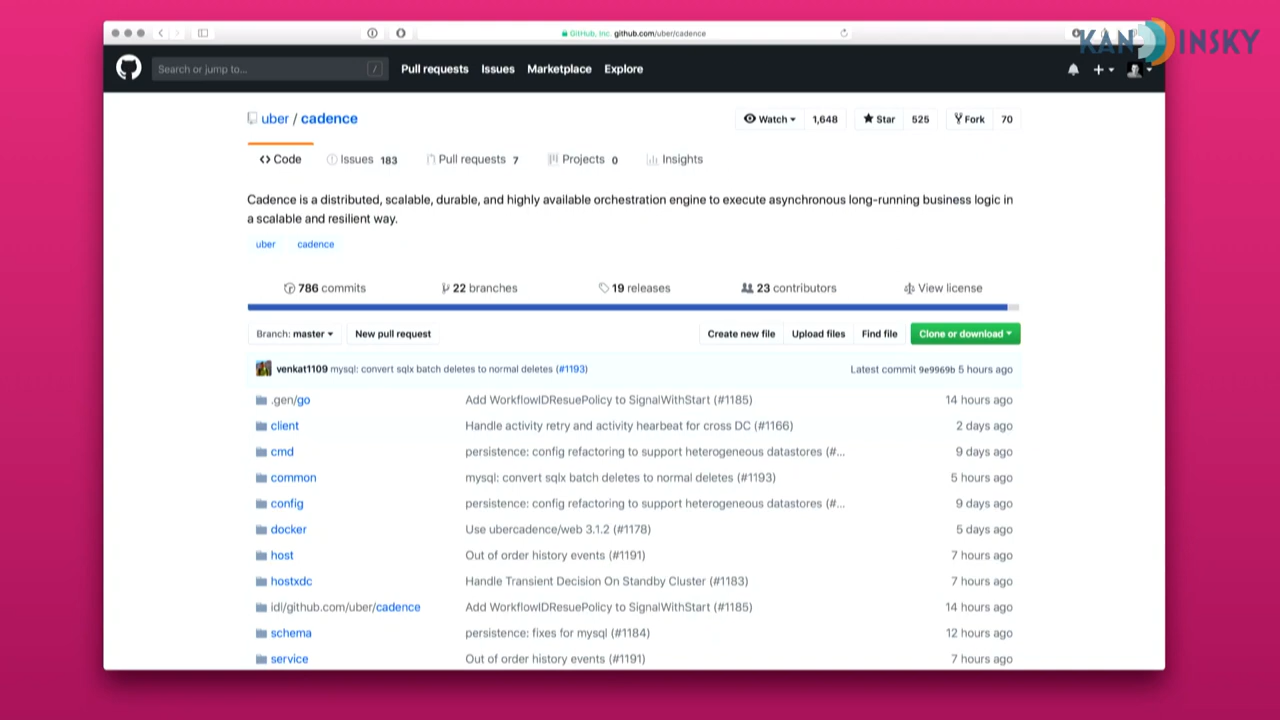 GitHub, Inc. github.com/uber/cadence
KANDINSKY
Search or jump to... /
Pull requests Issues Marketplace Explore
uber / cadence
Watch 1,648 Star 525 Fork 70
Code Issues 183 Pull requests 7 Projects 0 Insights
Cadence is a distributed, scalable, durable, and highly available orchestration engine to execute asynchronous long-running business logic in
a scalable and resilient way.
uber cadence
786 commits 22 branches 19 releases 23 contributors View license
Branch: master New pull request Create new file Upload files Find file Clone or download
venkat1109 mysql: convert sqlx batch deletes to normal deletes (#1193) Latest commit 9e9969b 5 hours ago
.gen/go Add WorkflowIDResuePolicy to SignalWithStart (#1185) 14 hours ago
client Handle activity retry and activity hearbeat for cross DC (#1166) 2 days ago
cmd persistence: config refactoring to support heterogeneous datastores (#... 9 days ago
common mysql: convert sqlx batch deletes to normal deletes (#1193) 5 hours ago
config persistence: config refactoring to support heterogeneous datastores (#... 9 days ago
docker Use ubercadence/web 3.1.2 (#1178) 5 days ago
host Out of order history events (#1191) 7 hours ago
hostxdc Handle Transient Decision On Standby Cluster (#1183) 7 hours ago
idl/github.com/uber/cadence Add WorkflowIDResuePolicy to SignalWithStart (#1185) 14 hours ago
schema persistence: fixes for mysql (#1184) 12 hours ago
service Out of order history events (#1191) 7 hours ago